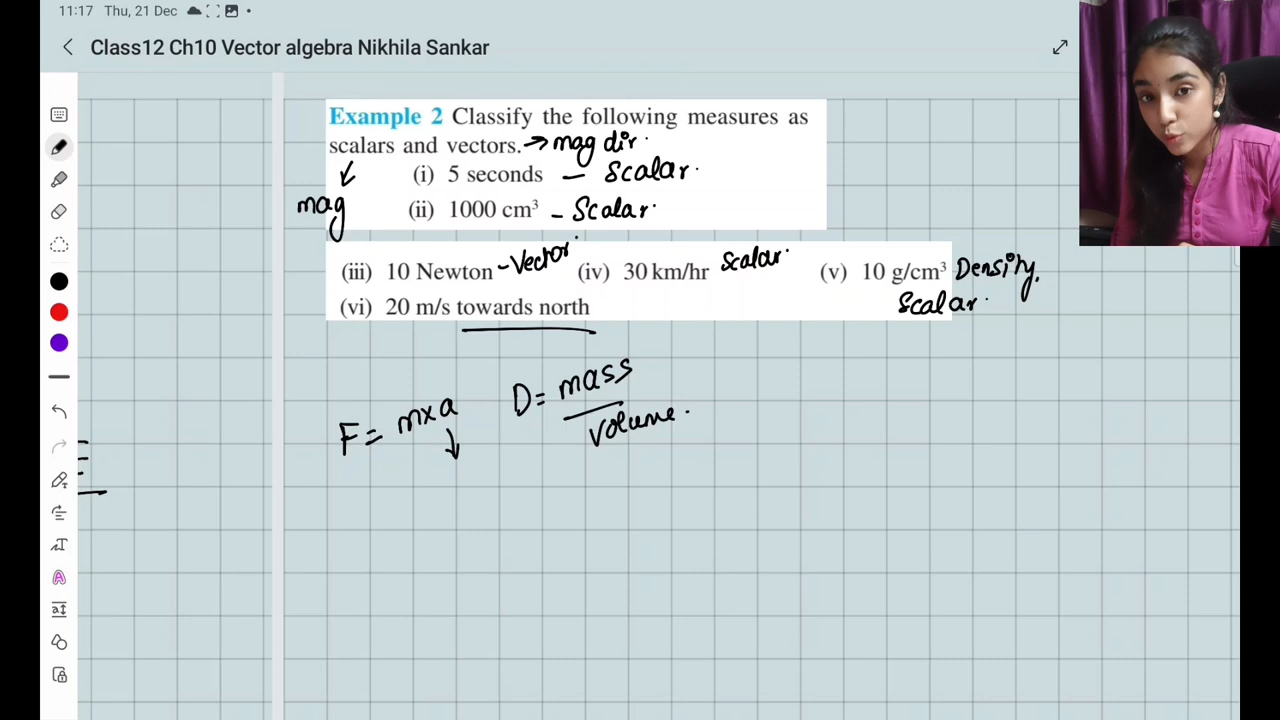 11:17 Thu, 21 Dec
Class12 Ch10 Vector algebra Nikhila Sankar
Example 2 Classify the following measures as
scalars and vectors. → mag dir.
(i) 5 seconds – Scalar.
mag (ii) 1000 cm³ – Scalar.
(iii) 10 Newton – Vector (iv) 30 km/hr Scalar. (v) 10 g/cm³ Density.
(vi) 20 m/s towards north Scalar.
F = m×a D = mass
volume.